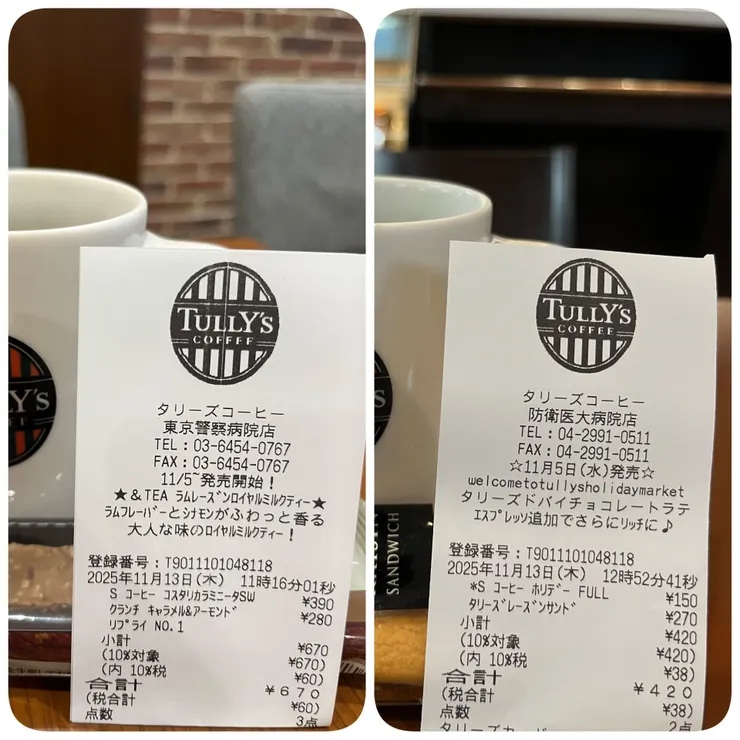 LY'S
FEE
TULLY'S
COFFEE
タリーズコーヒー
東京警察病院店
TEL:03-6454-0767
FAX:03-6454-0767
11/5~発売開始!
★&TEA ラムレーズンロイヤルミルクティー★
ラムフレーバーとシナモンがふわっと香る
大人な味のロイヤルミルクティー!
登録番号:T9011101048118
2025年11月13日(木) 11時16分01秒
S コーヒー コスタリカラミニータSW ¥390
クランチ キャラメル&アーモンド ¥280
リプライ NO.1
小計 ¥670
(10%対象 ¥670)
(内 10%税 ¥60)
合計 ¥670
(税合計 ¥60)
点数 3点
SANDWICH
TULLY'S
COFFEE
タリーズコーヒー
防衛医大病院店
TEL:04-2991-0511
FAX:04-2991-0511
☆11月5日(水)発売☆
welcometotullysholidaymarket
タリーズドバイチョコレートラテ
エスプレッソ追加でさらにリッチに♪
登録番号:T9011101048118
2025年11月13日(木) 12時52分41秒
*S コーヒー ホリデー FULL ¥150
タリーズレーズンサンド ¥270
小計 ¥420
(10%対象 ¥420)
(内 10%税 ¥38)
合計 ¥420
(税合計 ¥38)
点数 2点
タリーズカード